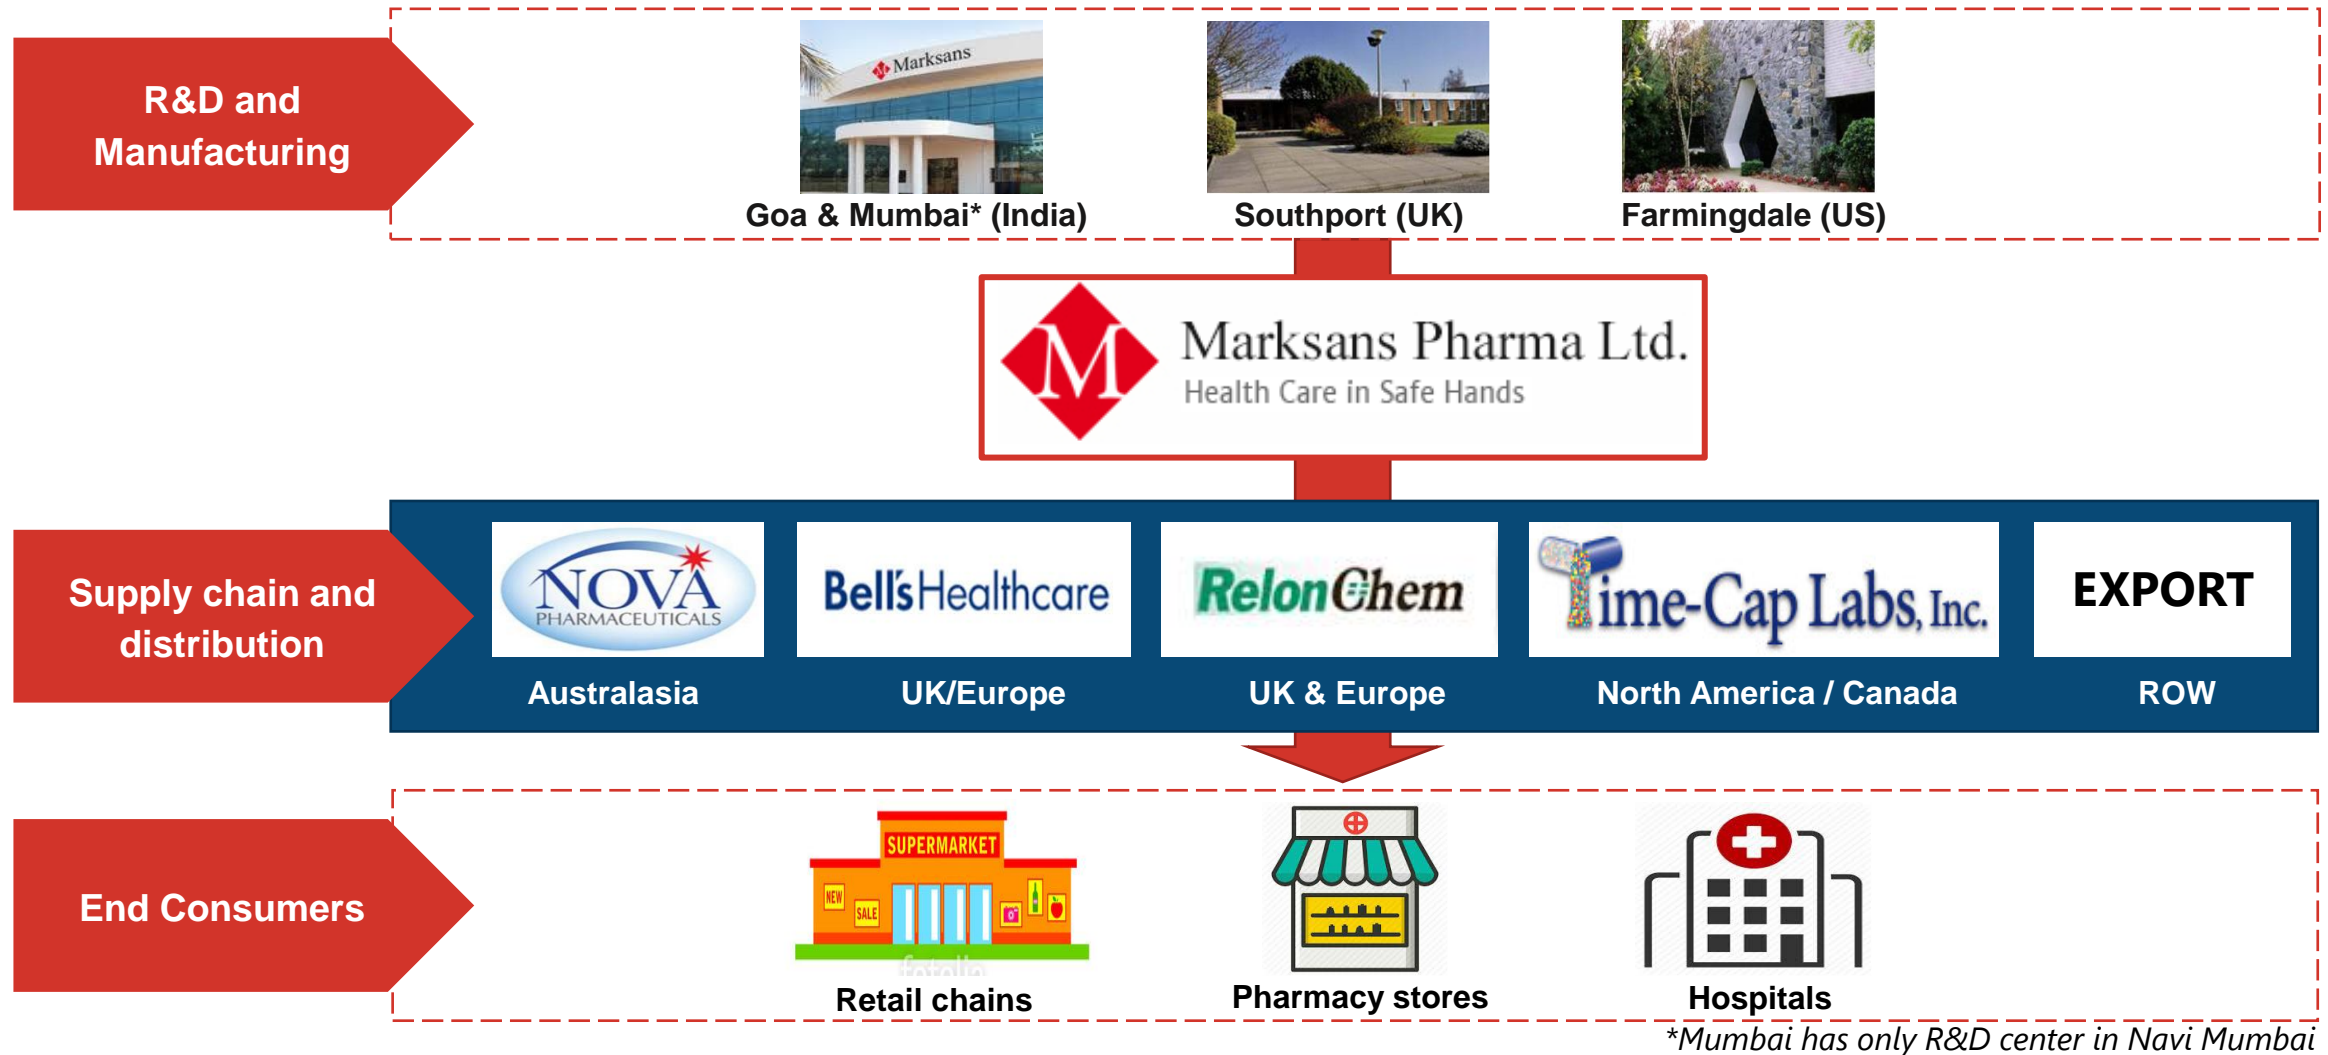 R&D and
Manufacturing
Marksans
Goa & Mumbai* (India)
Southport (UK)
Farmingdale (US)
M
Marksans Pharma Ltd.
Health Care in Safe Hands
Supply chain and
distribution
NOVA
PHARMACEUTICALS
Bell's Healthcare
RelonChem
Time-Cap Labs, Inc.
EXPORT
Australasia
UK/Europe
UK & Europe
North America / Canada
ROW
End Consumers
SUPERMARKET
NEW
SALE
fotolia
Retail chains
Pharmacy stores
Hospitals
*Mumbai has only R&D center in Navi Mumbai